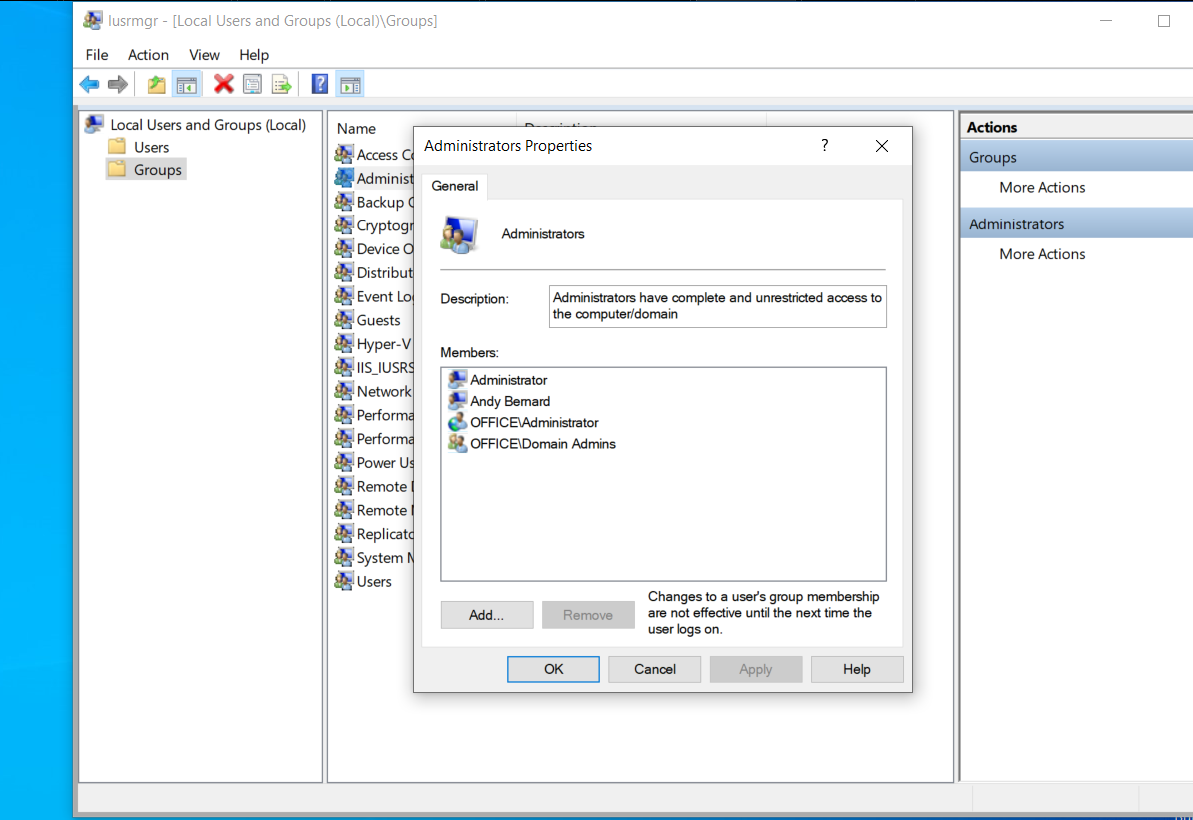 lusrmgr - [Local Users and Groups (Local)\Groups]
File Action View Help
Local Users and Groups (Local)
Users
Groups
Name
Description
Access
Administ
Backup
Cryptogr
Device O
Distribut
Event Lo
Guests
Hyper-V
IIS_IUSRS
Network
Performa
Performa
Power Us
Remote
Remote
Replicato
System
Users
Administrators Properties
?
General
Administrators
Description:
Administrators have complete and unrestricted access to
the computer/domain
Members:
Administrator
Andy Bernard
OFFICE\Administrator
OFFICE\Domain Admins
Add...
Remove
Changes to a user's group membership
are not effective until the next time the
user logs on.
OK
Cancel
Apply
Help
Actions
Groups
More Actions
Administrators
More Actions